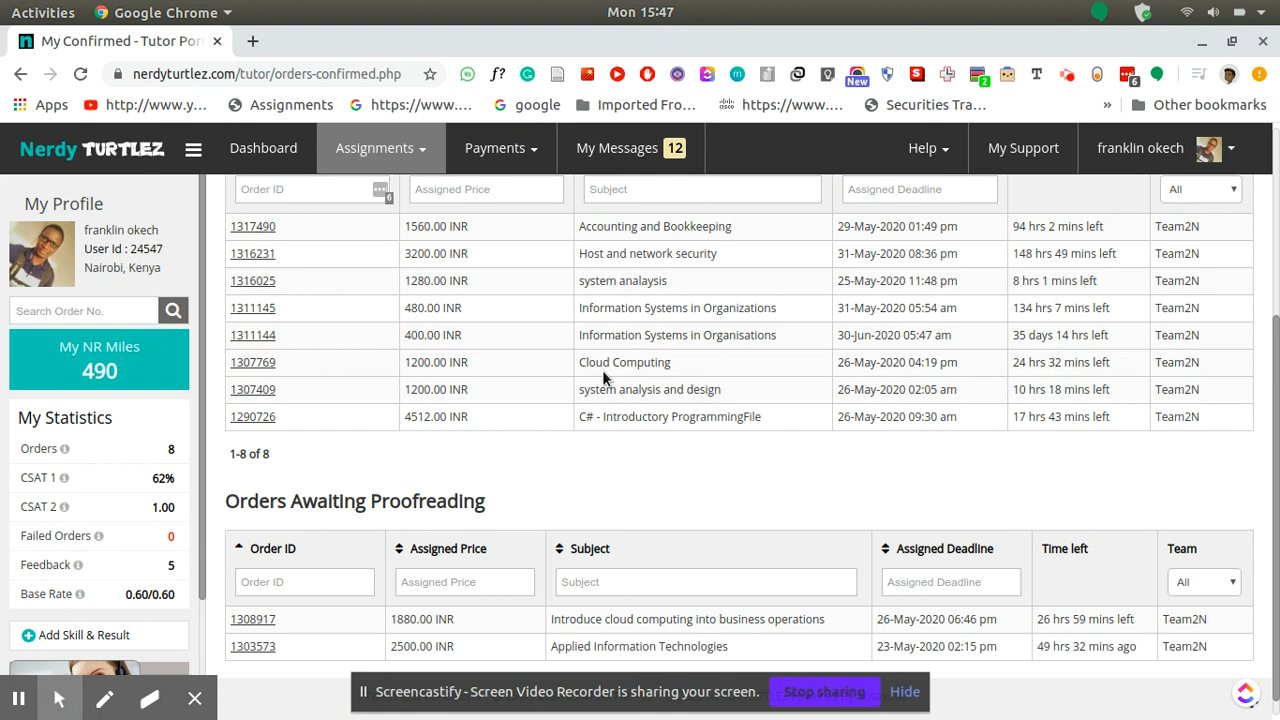 Activities Google Chrome Mon 15:47
My Confirmed - Tutor Por
nerdyturtlez.com/tutor/orders-confirmed.php
f? New 2 T 6
Apps http://www.y... Assignments https://www.... google Imported Fro... https://www.... Securities Tra... » Other bookmarks
Nerdy TURTLEZ Dashboard Assignments Payments My Messages 12 Help My Support franklin okech
My Profile
franklin okech
User Id : 24547
Nairobi, Kenya
Search Order No.
My NR Miles
490
My Statistics
Orders 8
CSAT 1 62%
CSAT 2 1.00
Failed Orders 0
Feedback 5
Base Rate 0.60/0.60
Add Skill & Result
Order ID 6 Assigned Price Subject Assigned Deadline All
1317490 1560.00 INR Accounting and Bookkeeping 29-May-2020 01:49 pm 94 hrs 2 mins left Team2N
1316231 3200.00 INR Host and network security 31-May-2020 08:36 pm 148 hrs 49 mins left Team2N
1316025 1280.00 INR system analaysis 25-May-2020 11:48 pm 8 hrs 1 mins left Team2N
1311145 480.00 INR Information Systems in Organizations 31-May-2020 05:54 am 134 hrs 7 mins left Team2N
1311144 400.00 INR Information Systems in Organisations 30-Jun-2020 05:47 am 35 days 14 hrs left Team2N
1307769 1200.00 INR Cloud Computing 26-May-2020 04:19 pm 24 hrs 32 mins left Team2N
1307409 1200.00 INR system analysis and design 26-May-2020 02:05 am 10 hrs 18 mins left Team2N
1290726 4512.00 INR C# - Introductory ProgrammingFile 26-May-2020 09:30 am 17 hrs 43 mins left Team2N
1-8 of 8
Orders Awaiting Proofreading
Order ID Assigned Price Subject Assigned Deadline Time left Team
Order ID Assigned Price Subject Assigned Deadline All
1308917 1880.00 INR Introduce cloud computing into business operations 26-May-2020 06:46 pm 26 hrs 59 mins left Team2N
1303573 2500.00 INR Applied Information Technologies 23-May-2020 02:15 pm 49 hrs 32 mins ago Team2N
Screencastify - Screen Video Recorder is sharing your screen. Stop sharing Hide